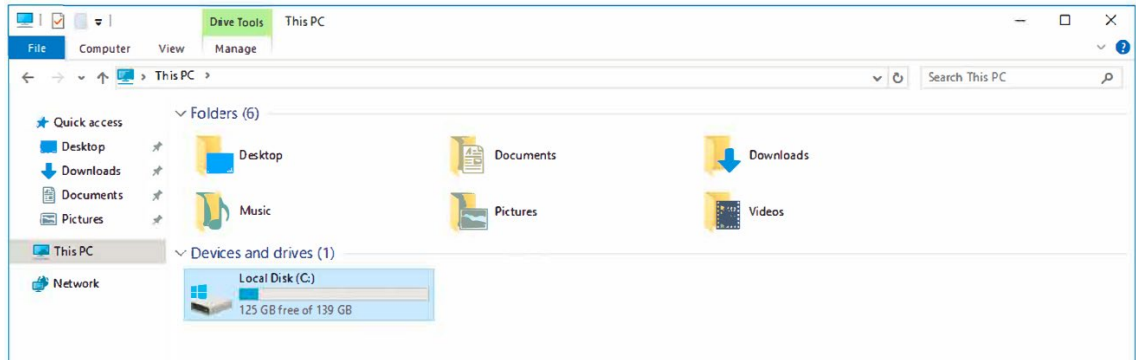 Drive Tools This PC
File Computer View Manage
This PC
Search This PC
Quick access
Desktop
Downloads
Documents
Pictures
This PC
Network
Folders (6)
Desktop Documents Downloads
Music Pictures Videos
Devices and drives (1)
Local Disk (C:)
125 GB free of 139 GB